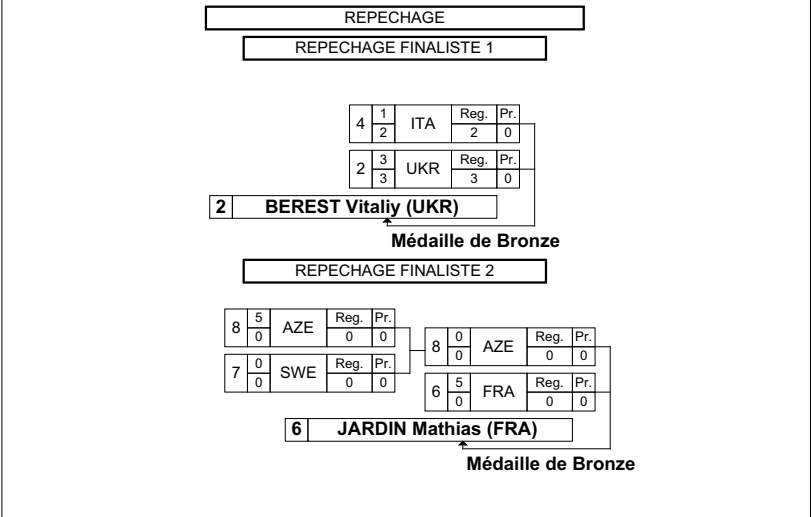 REPECHAGE
REPECHAGE FINALISTE 1
4 1 2 ITA Reg. 2 Pr. 0
2 3 3 UKR Reg. 3 Pr. 0
2 BEREST Vitaliy (UKR)
Médaille de Bronze
REPECHAGE FINALISTE 2
8 5 0 AZE Reg. 0 Pr. 0
7 0 0 SWE Reg. 0 Pr. 0
8 0 0 AZE Reg. 0 Pr. 0
6 5 0 FRA Reg. 0 Pr. 0
6 JARDIN Mathias (FRA)
Médaille de Bronze